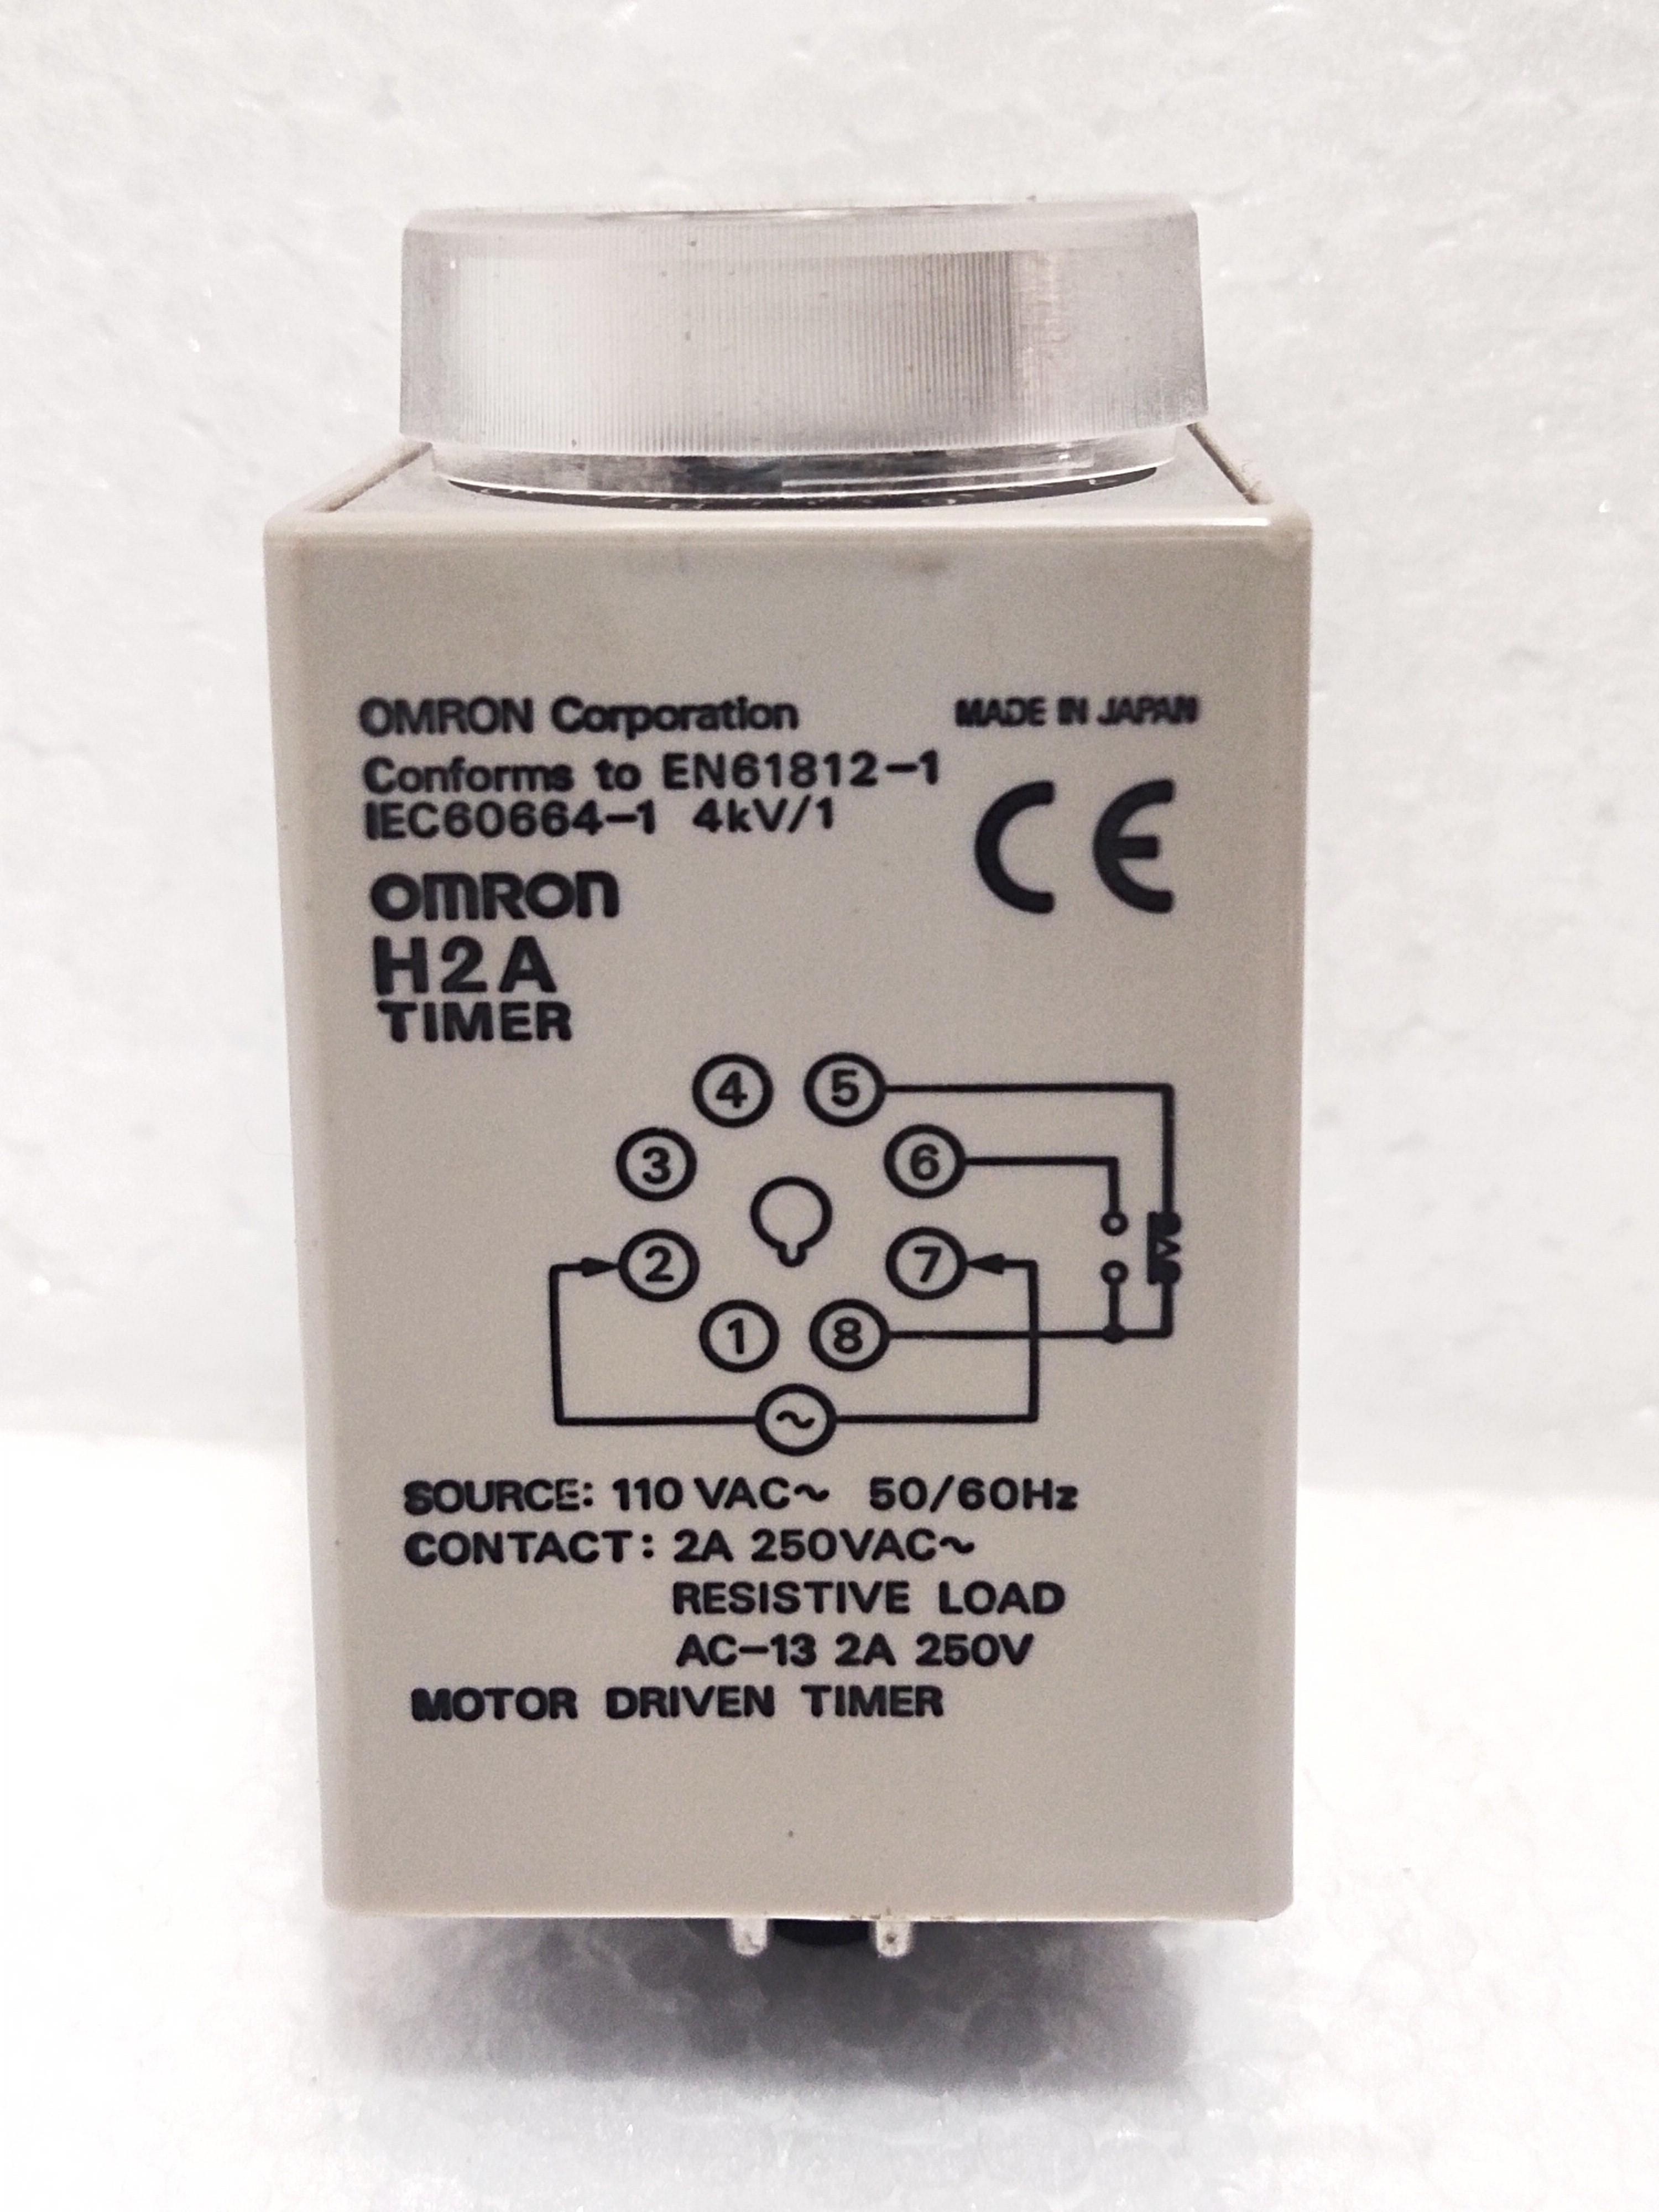 OMRON Corporation MADE IN JAPAN
Conforms to EN61812-1
IEC60664-1 4kV/1
CE
OMRON
H2A
TIMER
4 5
3 6
2 7
1 8
~
SOURCE: 110 VAC~ 50/60Hz
CONTACT: 2A 250VAC~
RESISTIVE LOAD
AC-13 2A 250V
MOTOR DRIVEN TIMER